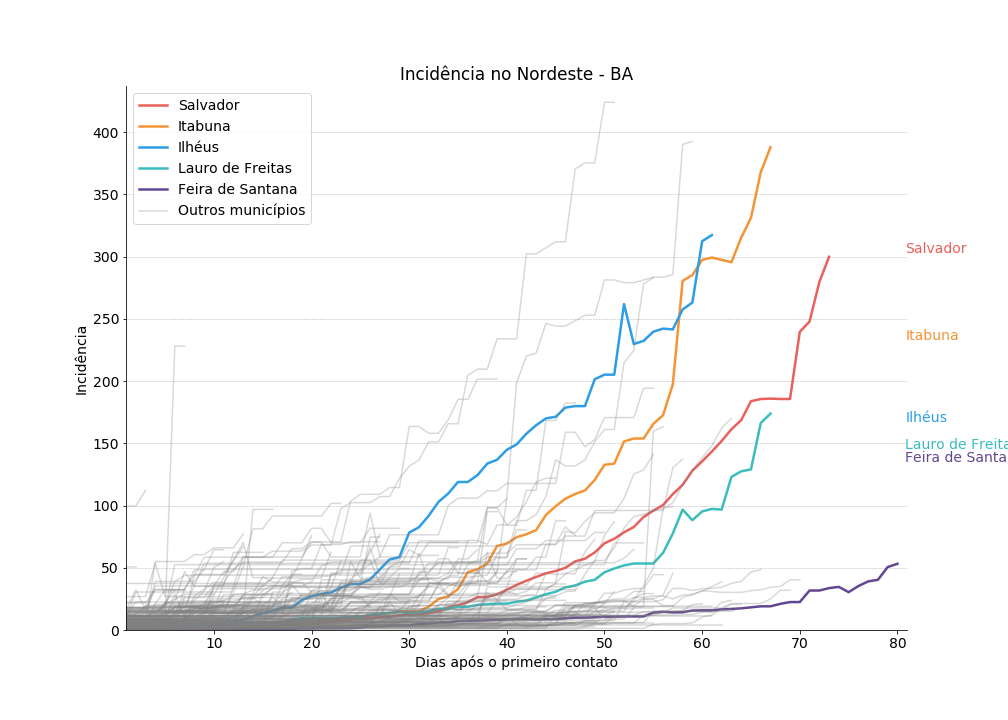 Incidência no Nordeste - BA
Salvador
Itabuna
Ilhéus
Lauro de Freitas
Feira de Santana
Outros municípios
400
350
300
250
200
150
100
50
0
Incidência
10
20
30
40
50
60
70
80
Dias após o primeiro contato
Salvador
Itabuna
Ilhéus
Lauro de Freita
Feira de Santa